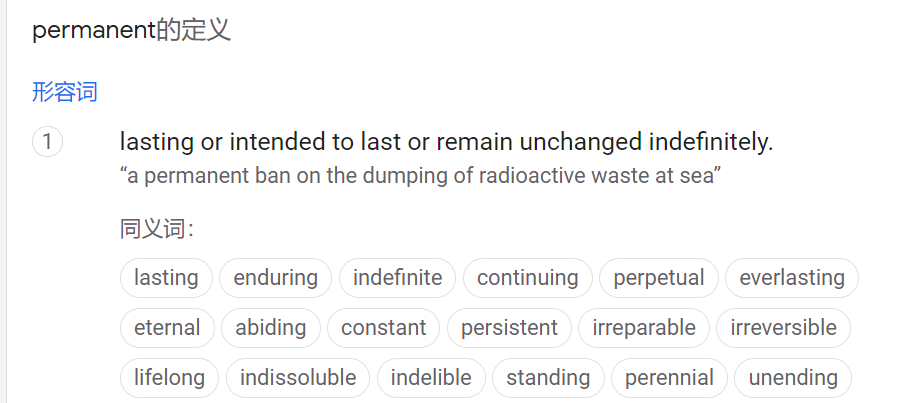 permanent的定义
形容词
1 lasting or intended to last or remain unchanged indefinitely.
“a permanent ban on the dumping of radioactive waste at sea”
同义词：
lasting enduring indefinite continuing perpetual everlasting
eternal abiding constant persistent irreparable irreversible
lifelong indissoluble indelible standing perennial unending